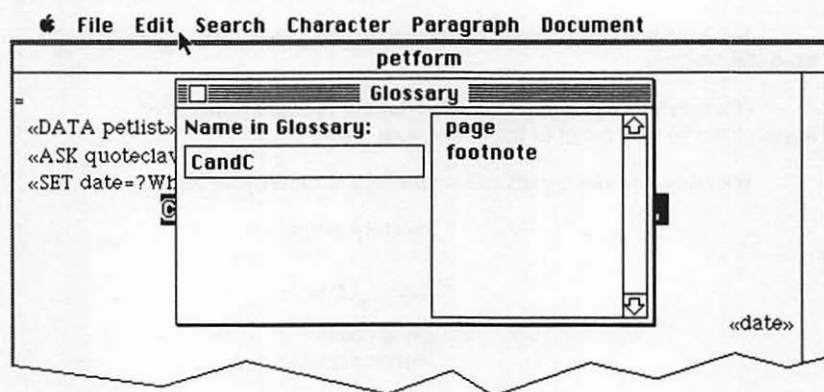 File Edit Search Character Paragraph Document
petform
Glossary
«DATA petlist» Name in Glossary:
page
footnote
«ASK quoteclav
CandC
«SET date=?Wh
«date»